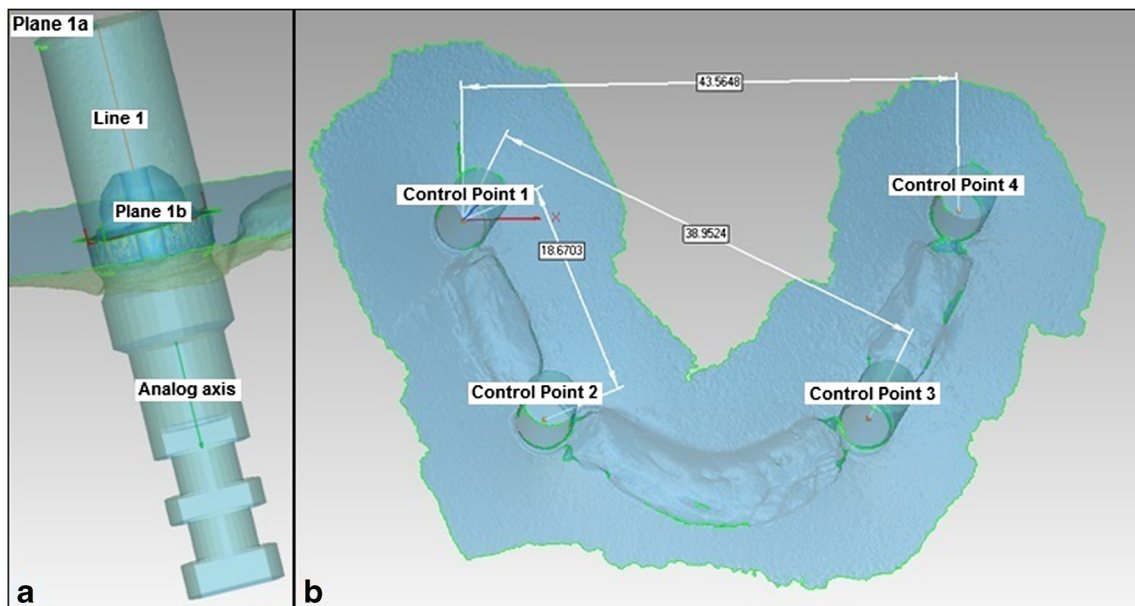 Plane 1a
Line 1
Plane 1b
Analog axis
a
43.5648
Control Point 1
X
Control Point 4
38.9524
18.6703
Control Point 2
Control Point 3
b